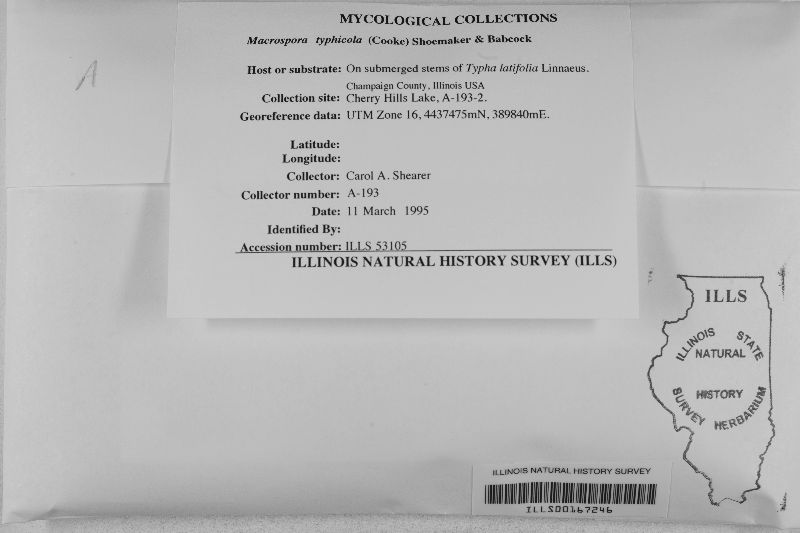 MYCOLOGICAL COLLECTIONS
Macrospora typhicola (Cooke) Shoemaker & Babcock
Host or substrate: On submerged stems of Typha latifolia Linnaeus.
Champaign County, Illinois USA
Collection site: Cherry Hills Lake, A-193-2.
Georeference data: UTM Zone 16, 4437475mN, 389840mE.
Latitude:
Longitude:
Collector: Carol A. Shearer
Collector number: A-193
Date: 11 March 1995
Identified By:
Accession number: ILLS 53105
ILLINOIS NATURAL HISTORY SURVEY (ILLS)
A
ILLS
ILLINOIS STATE
NATURAL
HISTORY
SURVEY HERBARIUM
ILLINOIS NATURAL HISTORY SURVEY
ILLS00167246